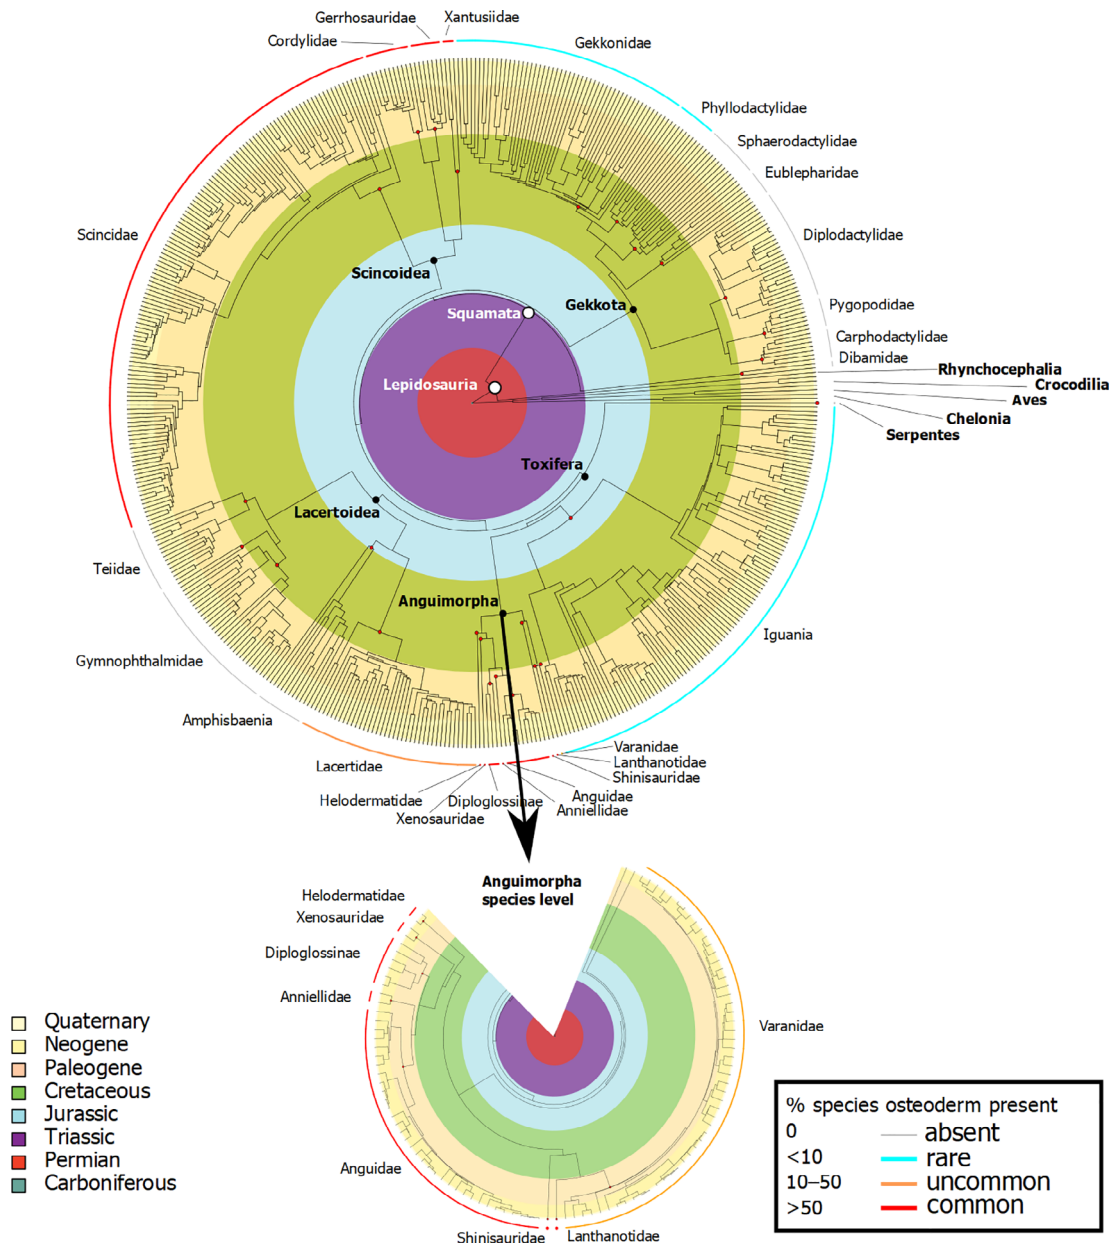 Gerrhosauridae
Xantusiidae
Cordylidae
Gekkonidae
Phyllodactylidae
Sphaerodactylidae
Eublepharidae
Scincidae
Diplodactylidae
Scincoidea
Gekkota
Pygopodidae
Squamata
Carphodactylidae
Dibamidae
Rhynchocephalia
Lepidosauria
Crocodilia
Aves
Chelonia
Serpentes
Toxifera
Lacertoidea
Teiidae
Anguimorpha
Iguania
Gymnophthalmidae
Amphisbaenia
Varanidae
Lacertidae
Lanthanotidae
Shinisauridae
Helodermatidae
Diploglossinae
Anguidae
Xenosauridae
Anniellidae
Anguimorpha
species level
Helodermatidae
Xenosauridae
Diploglossinae
Anniellidae
Varanidae
Anguidae
Shinisauridae
Lanthanotidae
Quaternary
Neogene
Paleogene
Cretaceous
Jurassic
Triassic
Permian
Carboniferous
% species osteoderm present
0 absent
<10 rare
10–50 uncommon
>50 common